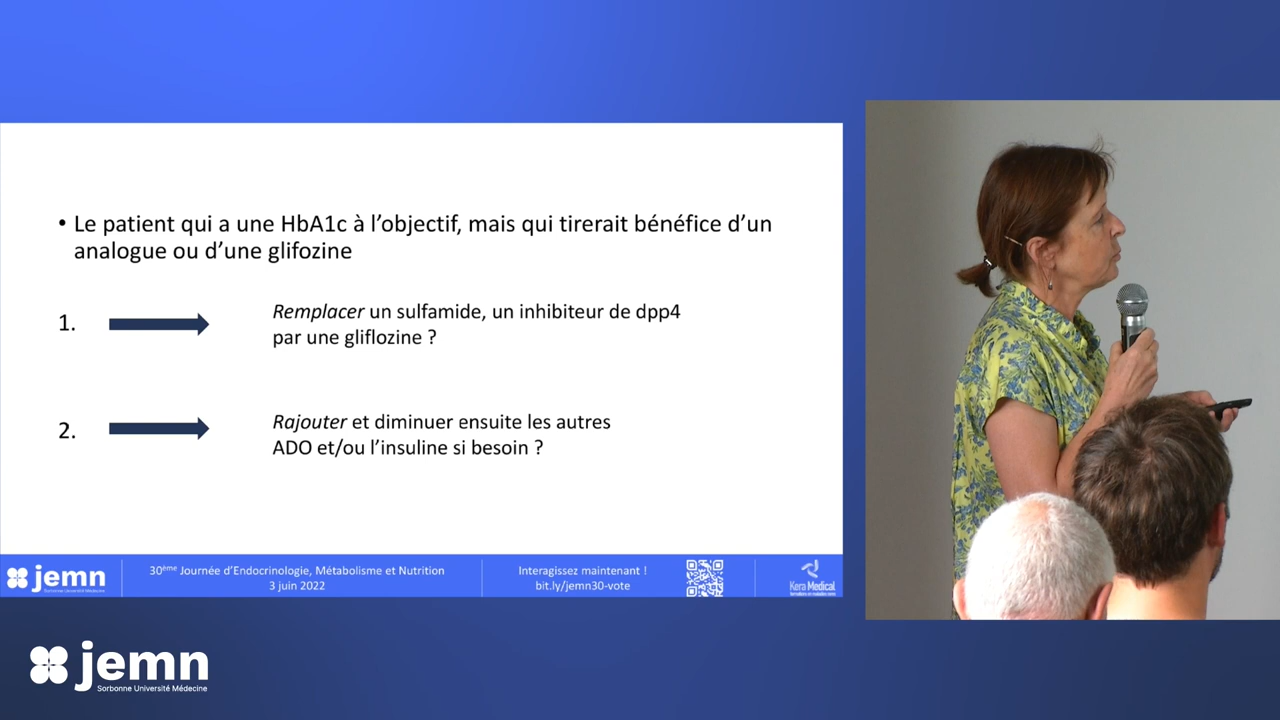 • Le patient qui a une HbA1c à l’objectif, mais qui tirerait bénéfice d’un
analogue ou d’une glifozine
1.
Remplacer un sulfamide, un inhibiteur de dpp4
par une gliflozine ?
2.
Rajouter et diminuer ensuite les autres
ADO et/ou l’insuline si besoin ?
jemn
Sorbonne Université Médecine
30ème Journée d’Endocrinologie, Métabolisme et Nutrition
3 juin 2022
Interagissez maintenant !
bit.ly/jemn30-vote
Kera Medical
jemn
Sorbonne Université Médecine